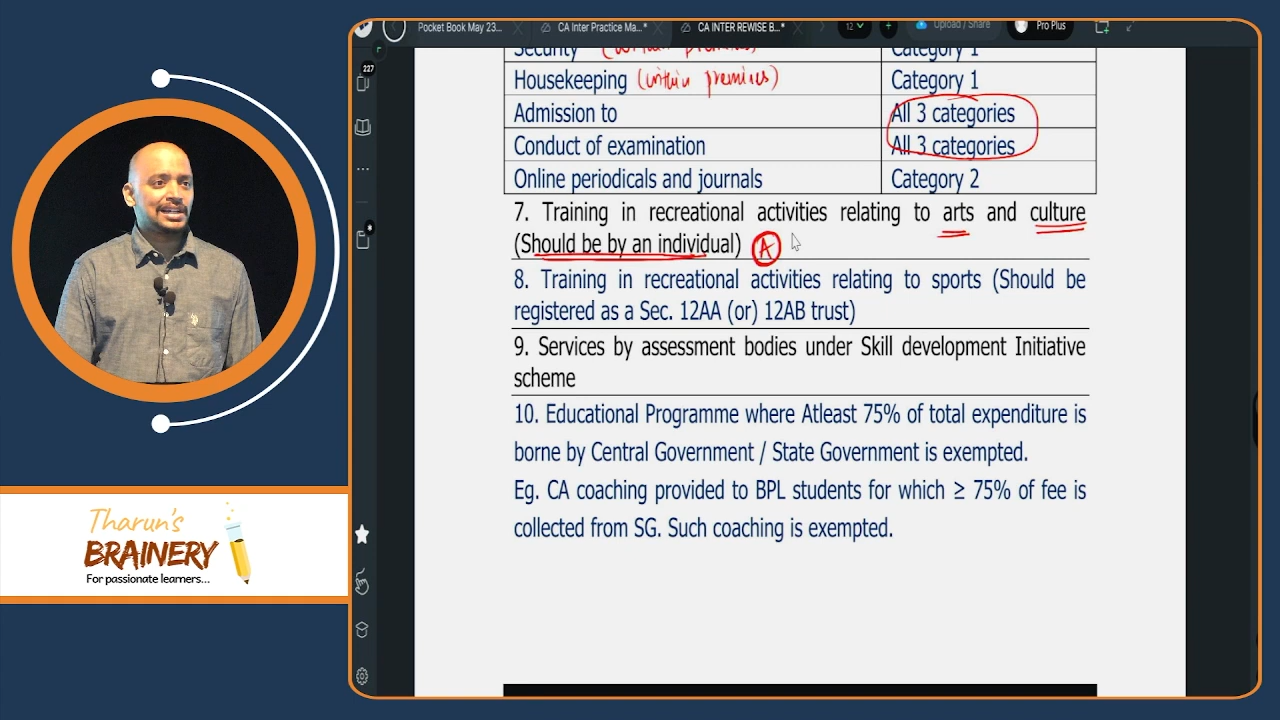 Pocket Book May 23...
CA Inter Practice Ma...*
CA INTER REWISE B...*
12
Upload / Share
Pro Plus
227
Security (within premises) Category 1
Housekeeping (within premises) Category 1
Admission to All 3 categories
Conduct of examination All 3 categories
Online periodicals and journals Category 2
7. Training in recreational activities relating to arts and culture
(Should be by an individual) A
8. Training in recreational activities relating to sports (Should be
registered as a Sec. 12AA (or) 12AB trust)
9. Services by assessment bodies under Skill development Initiative
scheme
10. Educational Programme where Atleast 75% of total expenditure is
borne by Central Government / State Government is exempted.
Eg. CA coaching provided to BPL students for which ≥ 75% of fee is
collected from SG. Such coaching is exempted.
Tharun's
BRAINERY
For passionate learners...